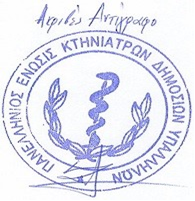 Ακριβές Αντίγραφο
ΠΑΝΕΛΛΗΝΙΟΣ ΕΝΩΣΙΣ ΚΤΗΝΙΑΤΡΩΝ ΔΗΜΟΣΙΩΝ ΥΠΑΛΛΗΛΩΝ